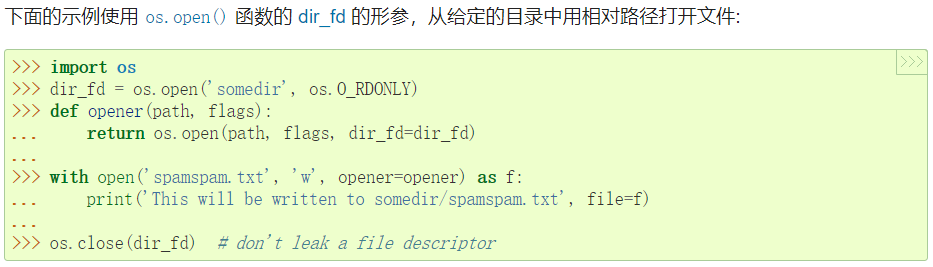 下面的示例使用 os.open() 函数的 dir_fd 的形参，从给定的目录中用相对路径打开文件:
>>>
>>> import os
>>> dir_fd = os.open('somedir', os.O_RDONLY)
>>> def opener(path, flags):
...     return os.open(path, flags, dir_fd=dir_fd)
...
>>> with open('spamspam.txt', 'w', opener=opener) as f:
...     print('This will be written to somedir/spamspam.txt', file=f)
...
>>> os.close(dir_fd)  # don't leak a file descriptor